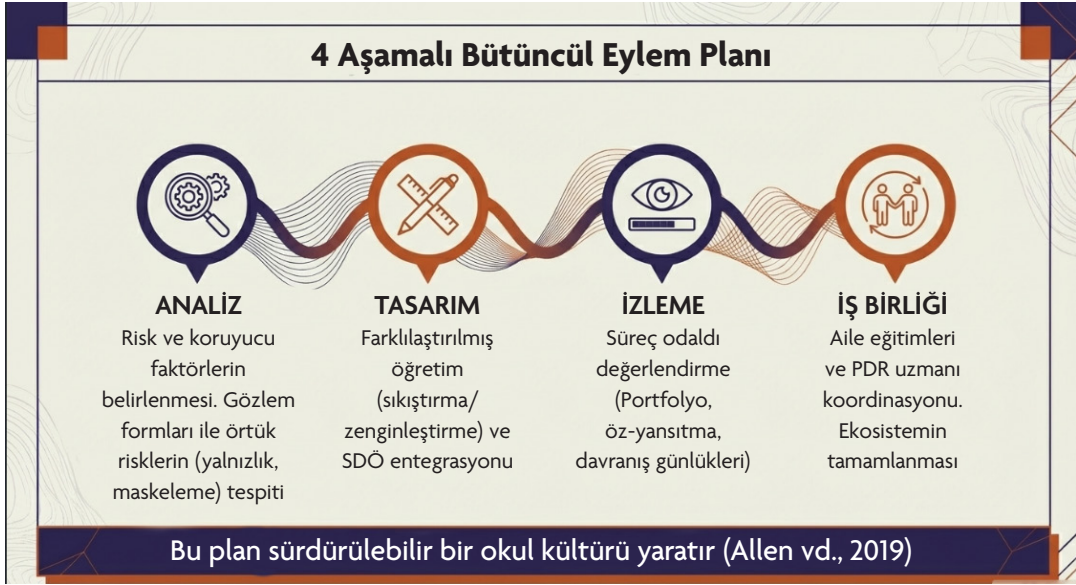 4 Aşamalı Bütüncül Eylem Planı
ANALİZ
Risk ve koruyucu
faktörlerin
belirlenmesi. Gözlem
formları ile örtük
risklerin (yalnızlık,
maskeleme) tespiti
TASARIM
Farklılaştırılmış
öğretim
(sıkıştırma/
zenginleştirme) ve
SDÖ entegrasyonu
İZLEME
Süreç odaldı
değerlendirme
(Portfolyo,
öz-yansıtma,
davranış günlükleri)
İŞ BİRLİĞİ
Aile eğitimleri
ve PDR uzmanı
koordinasyonu.
Ekosistemin
tamamlanması
Bu plan sürdürülebilir bir okul kültürü yaratır (Allen vd., 2019)